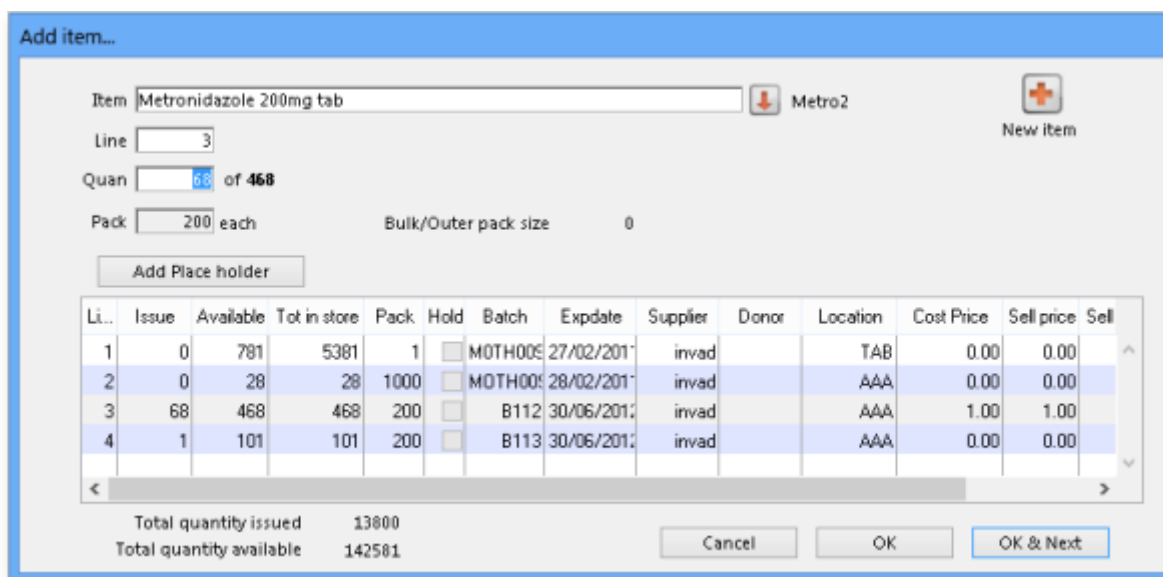 Add item...
Item Metronidazole 200mg tab Metro2
New item
Line 3
Quan 68 of 468
Pack 200 each Bulk/Outer pack size 0
Add Place holder
Li... Issue Available Tot in store Pack Hold Batch Expdate Supplier Donor Location Cost Price Sell price Sell
1 0 781 5381 1 27/02/201 invad TAB 0.00 0.00
2 0 28 28 1000 28/02/201 invad AAA 0.00 0.00
3 68 468 468 200 B112 30/06/2012 invad AAA 1.00 1.00
4 1 101 101 200 B113 30/06/2012 invad AAA 0.00 0.00
Total quantity issued 13800
Total quantity available 142581
Cancel OK OK & Next